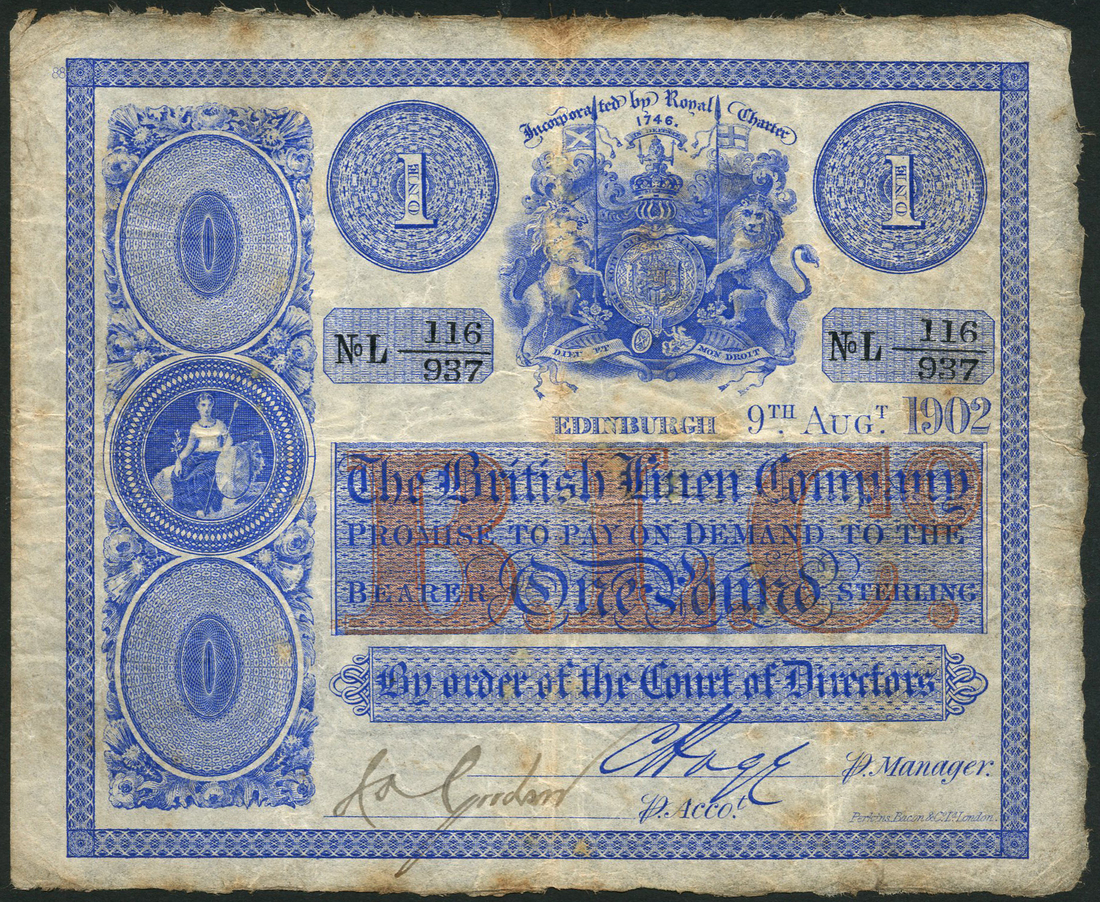 88
Incorporated by Royal Charter
1746.
1
ONE
1
ONE
DIEU ET MON DROIT
No L 116/937
No L 116/937
EDINBURGH 9TH. AUGT. 1902
B.L.Co.
The British Linen Company
PROMISE TO PAY ON DEMAND TO THE
BEARER One Pound STERLING
By order of the Court of Directors
P. Manager.
P. Accot.
Perkins, Bacon & Co. Ld. London.